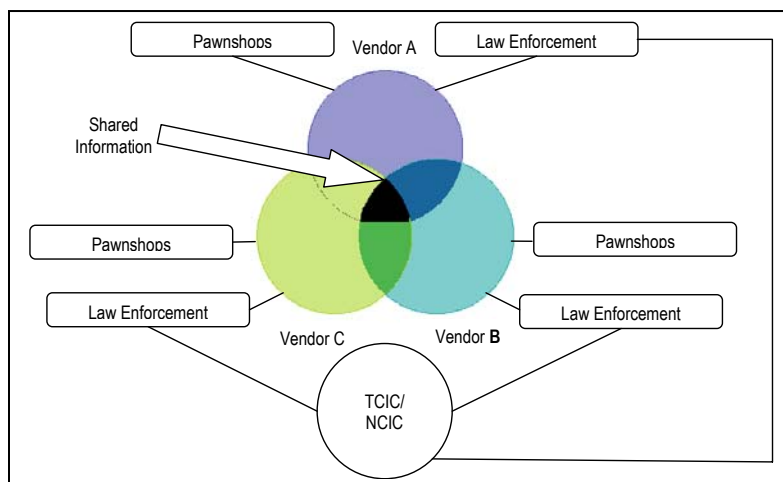 Pawnshops
Vendor A
Law Enforcement
Shared
Information
Pawnshops
Pawnshops
Law Enforcement
Law Enforcement
Vendor C
Vendor B
TCIC/
NCIC